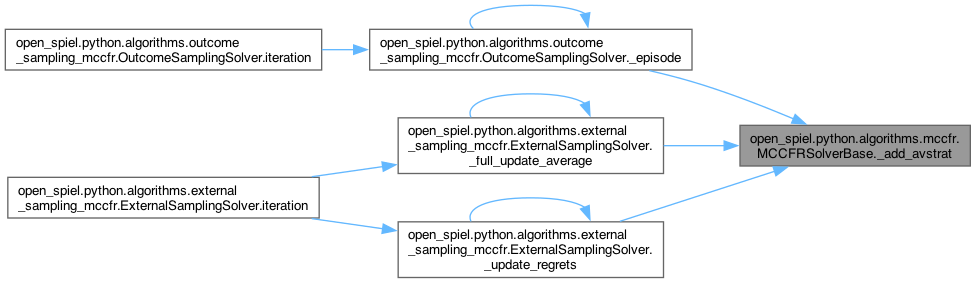 open_spiel.python.algorithms.outcome
_sampling_mccfr.OutcomeSamplingSolver.iteration
open_spiel.python.algorithms.outcome
_sampling_mccfr.OutcomeSamplingSolver._episode
open_spiel.python.algorithms.external
_sampling_mccfr.ExternalSamplingSolver.
_full_update_average
open_spiel.python.algorithms.mccfr.
MCCFRSolverBase._add_avstrat
open_spiel.python.algorithms.external
_sampling_mccfr.ExternalSamplingSolver.iteration
open_spiel.python.algorithms.external
_sampling_mccfr.ExternalSamplingSolver.
_update_regrets